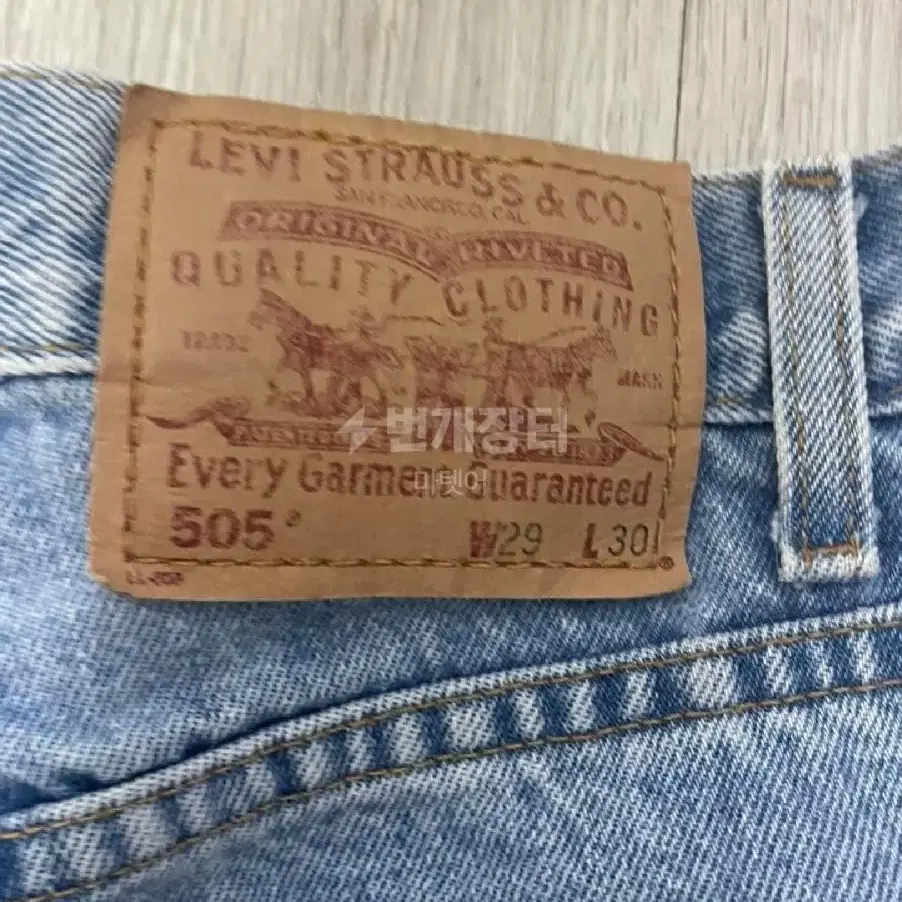 LEVI STRAUSS & CO.
SAN FRANCISCO, CAL.
ORIGINAL RIVETED
QUALITY CLOTHING
TRADE MARK
번개장터
마텟어
Every Garment Guaranteed
505®
W29 L30
®